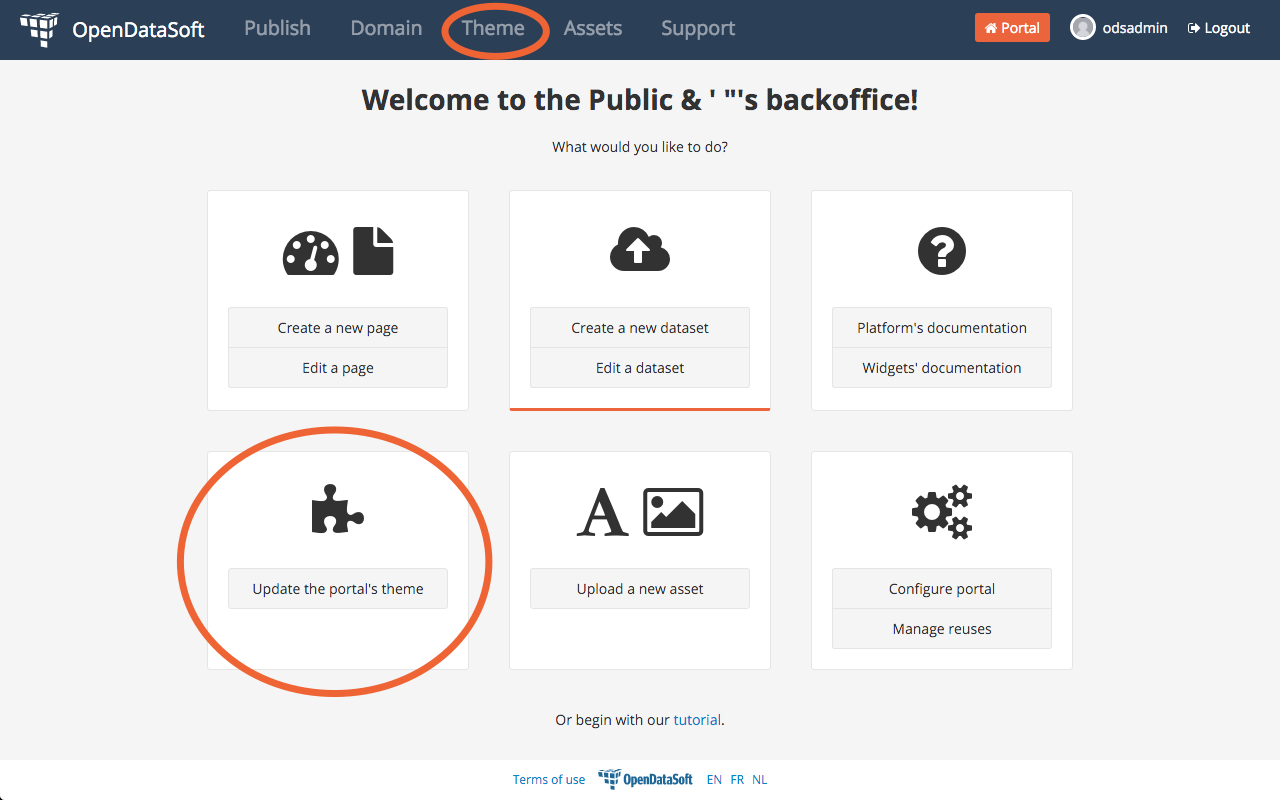 OpenDataSoft Publish Domain Theme Assets Support Portal odsadmin Logout
Welcome to the Public & ' "'s backoffice!
What would you like to do?
Create a new page
Edit a page
Create a new dataset
Edit a dataset
Platform's documentation
Widgets' documentation
Update the portal's theme
A
Upload a new asset
Configure portal
Manage reuses
Or begin with our tutorial.
Terms of use OpenDataSoft EN FR NL